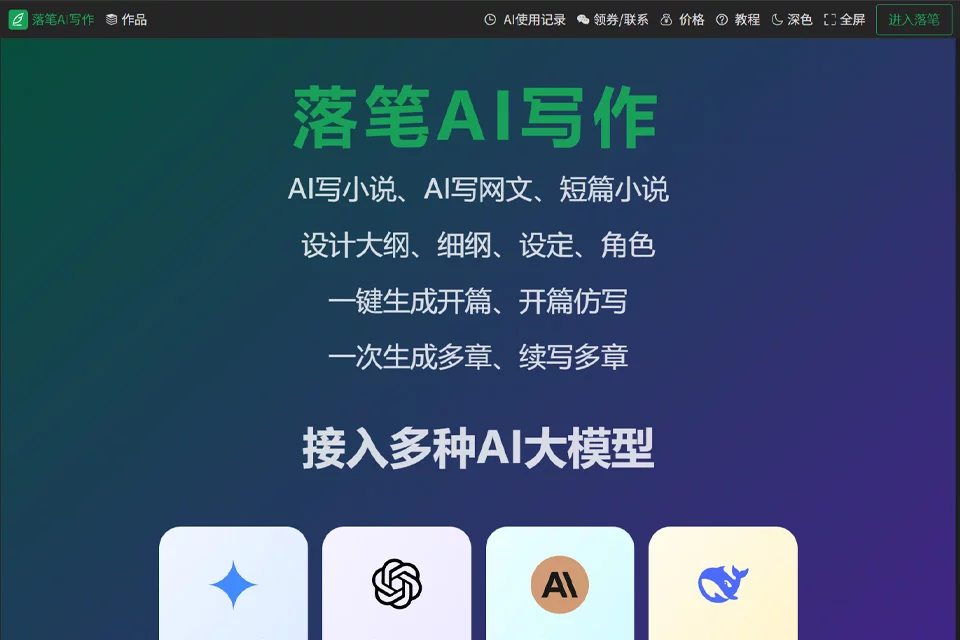 落笔AI写作 作品 AI使用记录 领券/联系 价格 教程 深色 全屏 进入落笔
落笔AI写作
AI写小说、AI写网文、短篇小说
设计大纲、细纲、设定、角色
一键生成开篇、开篇仿写
一次生成多章、续写多章
接入多种AI大模型